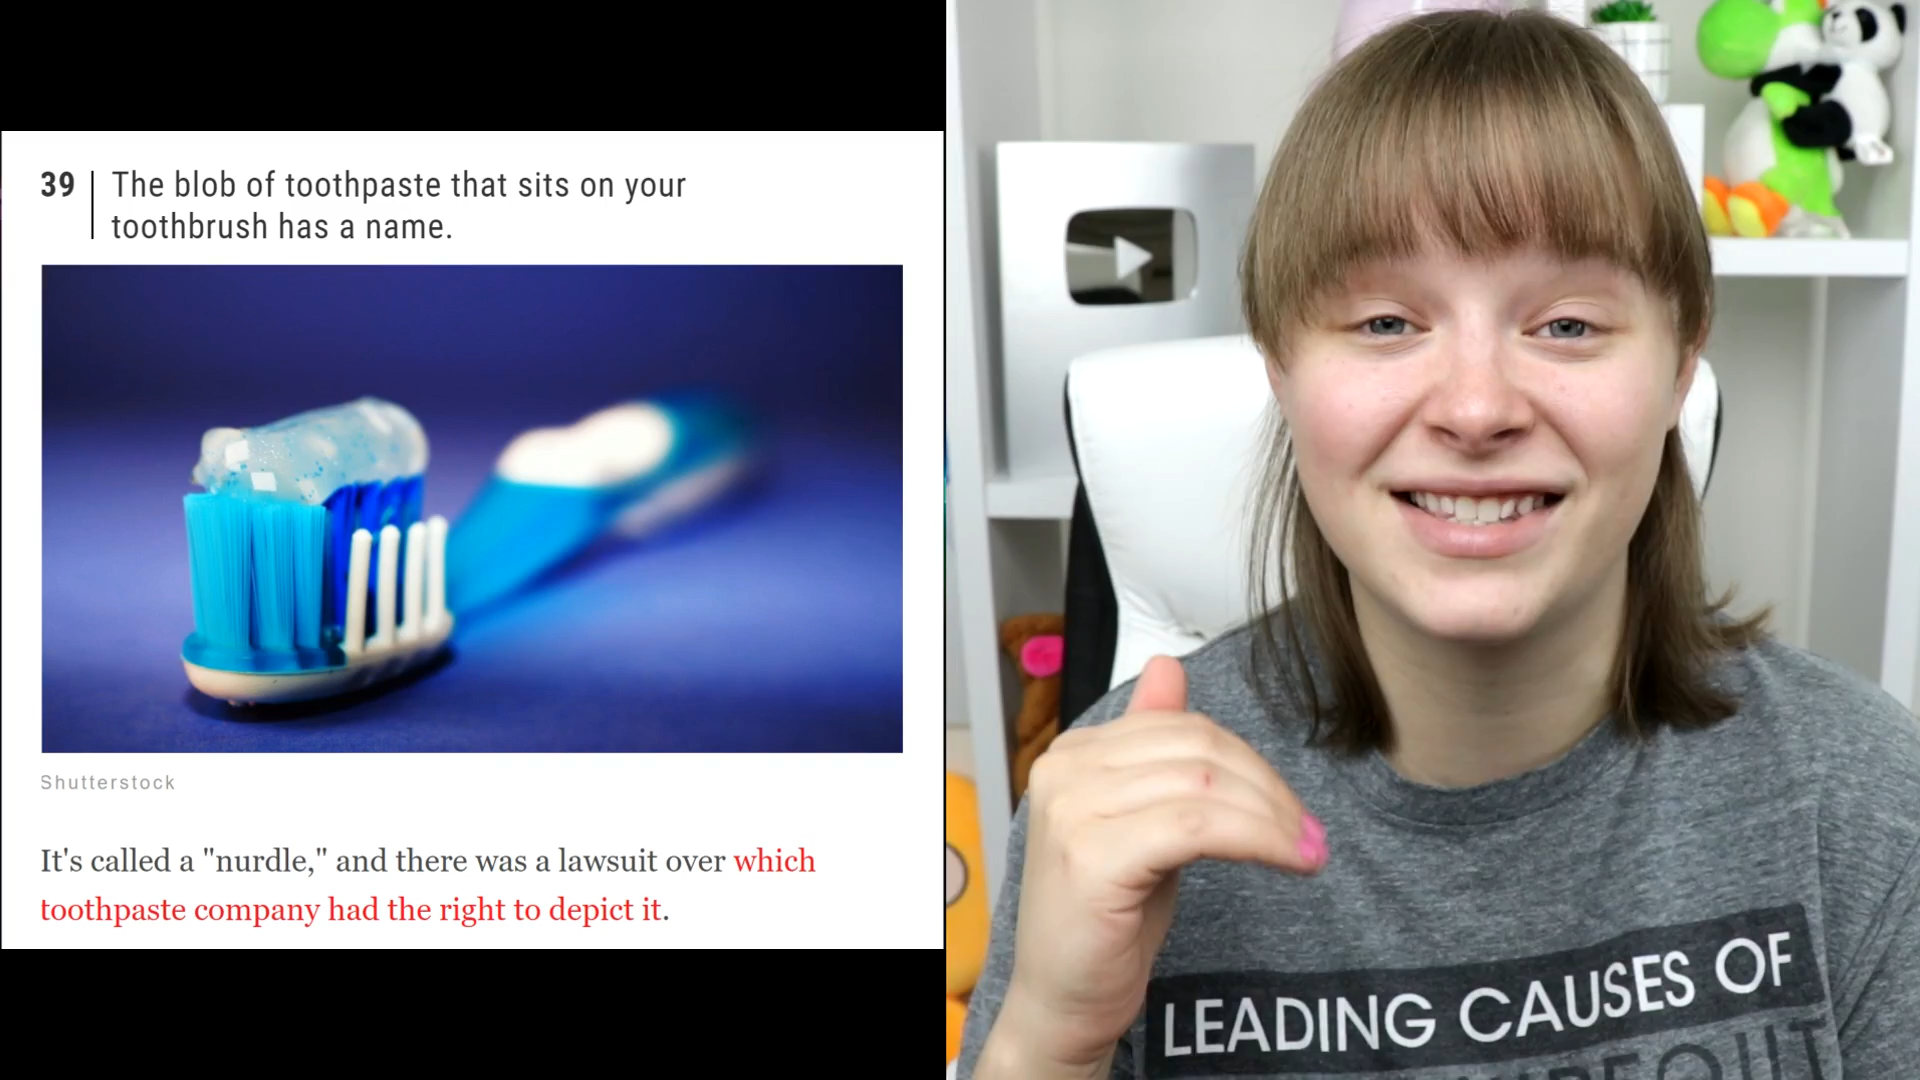 39
The blob of toothpaste that sits on your
toothbrush has a name.
Shutterstock
It's called a "nurdle," and there was a lawsuit over which
toothpaste company had the right to depict it.
LEADING CAUSES OF